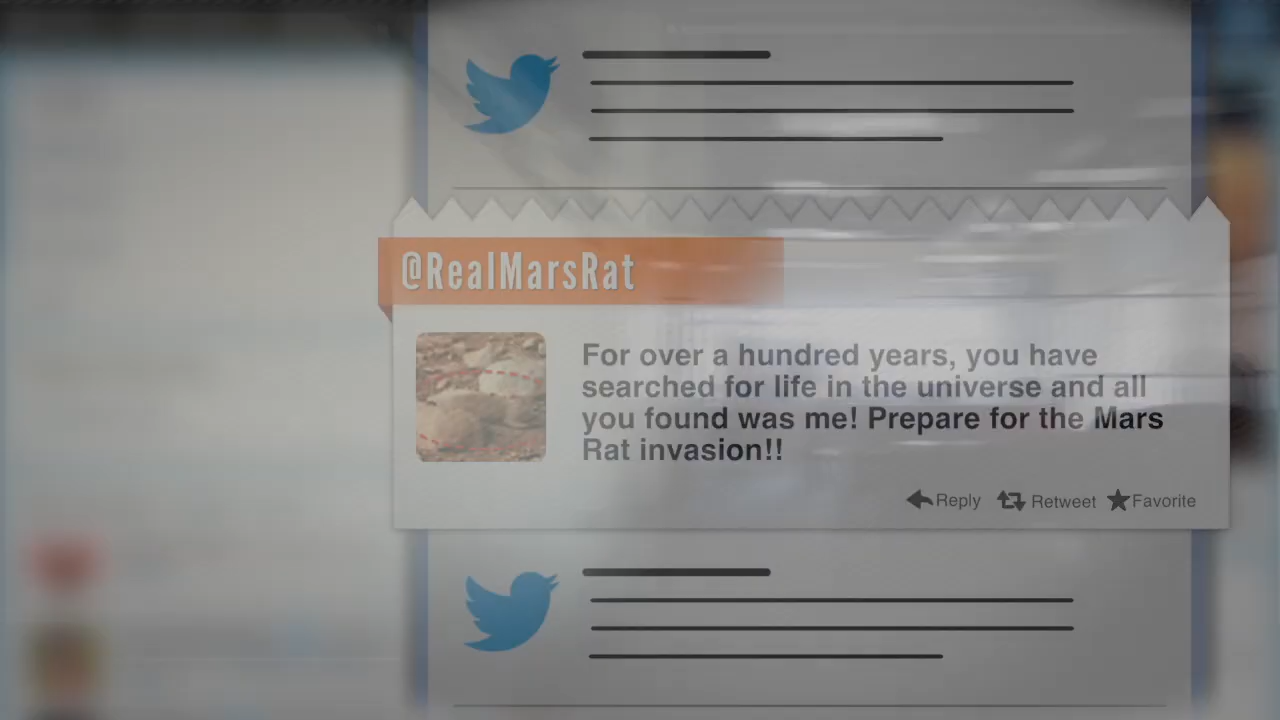 @RealMarsRat
For over a hundred years, you have
searched for life in the universe and all
you found was me! Prepare for the Mars
Rat invasion!!
Reply Retweet Favorite